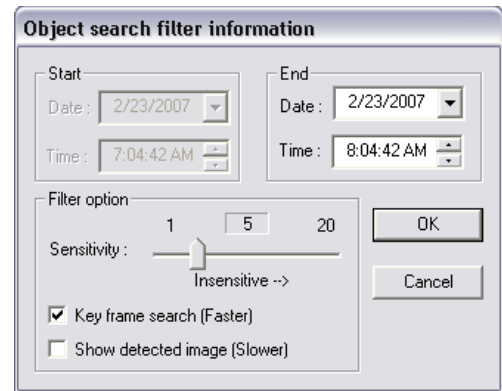 Object search filter information
Start
Date : 2/23/2007
Time : 7:04:42 AM
End
Date : 2/23/2007
Time : 8:04:42 AM
Filter option
1 5 20
Sensitivity :
Insensitive -->
Key frame search (Faster)
Show detected image (Slower)
OK
Cancel